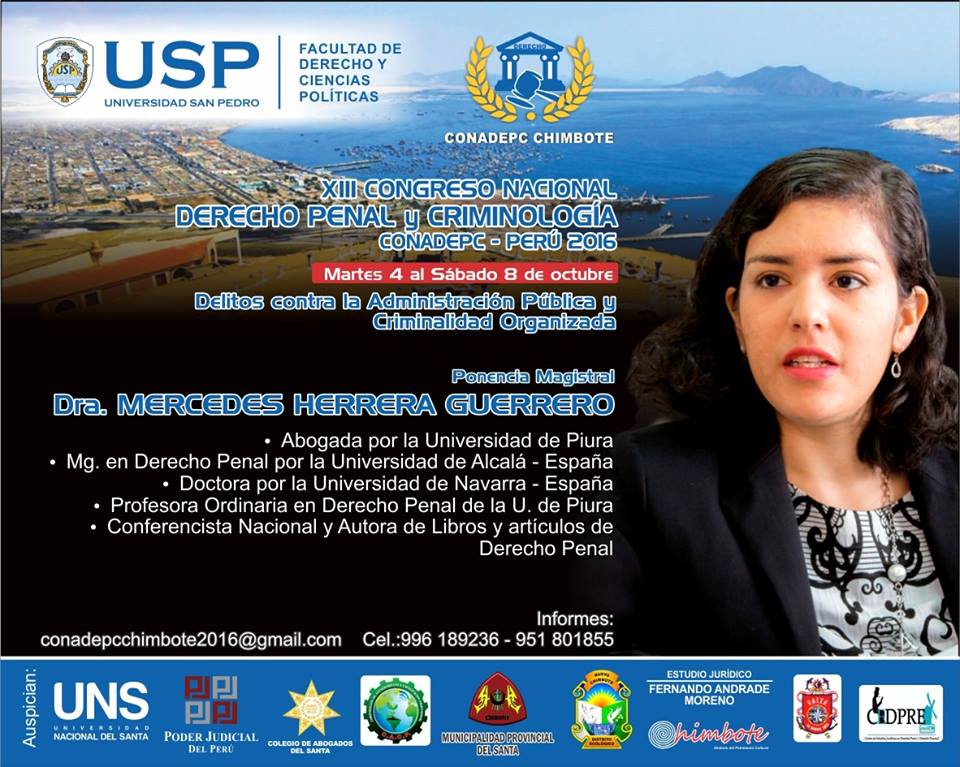 USP
UNIVERSIDAD SAN PEDRO
FACULTAD DE
DERECHO Y
CIENCIAS
POLÍTICAS
DERECHO
CONADEPC CHIMBOTE
XIII CONGRESO NACIONAL
DERECHO PENAL y CRIMINOLOGÍA
CONADEPC - PERÚ 2016
Martes 4 al Sábado 8 de octubre
Delitos contra la Administración Pública y
Criminalidad Organizada
Ponencia Magistral
Dra. MERCEDES HERRERA GUERRERO
• Abogada por la Universidad de Piura
• Mg. en Derecho Penal por la Universidad de Alcalá - España
• Doctora por la Universidad de Navarra - España
• Profesora Ordinaria en Derecho Penal de la U. de Piura
• Conferencista Nacional y Autora de Libros y artículos de
Derecho Penal
Informes:
conadepcchimbote2016@gmail.com Cel.:996 189236 - 951 801855
Auspician:
UNS
UNIVERSIDAD
NACIONAL DEL SANTA
PODER JUDICIAL
DEL PERÚ
COLEGIO DE ABOGADOS
DEL SANTA
CHIMBOTE
MUNICIPALIDAD PROVINCIAL
DEL SANTA
NUEVO
CHIMBOTE
DISTRITO
ECOLÓGICO
ESTUDIO JURÍDICO
FERNANDO ANDRADE
MORENO
Chimbote
CIDPRE